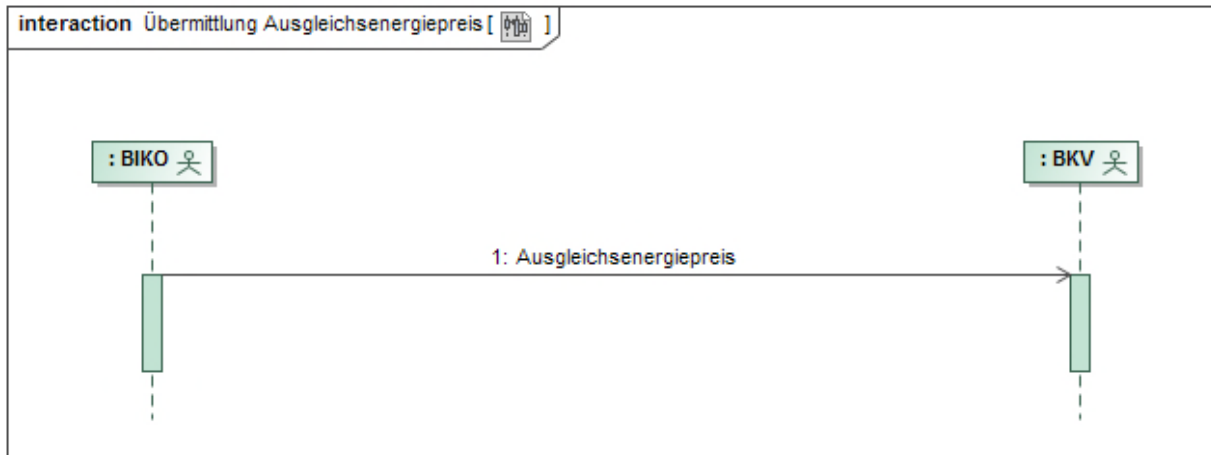 interaction Übermittlung Ausgleichsenergiepreis [ ]
: BIKO
: BKV
1: Ausgleichsenergiepreis